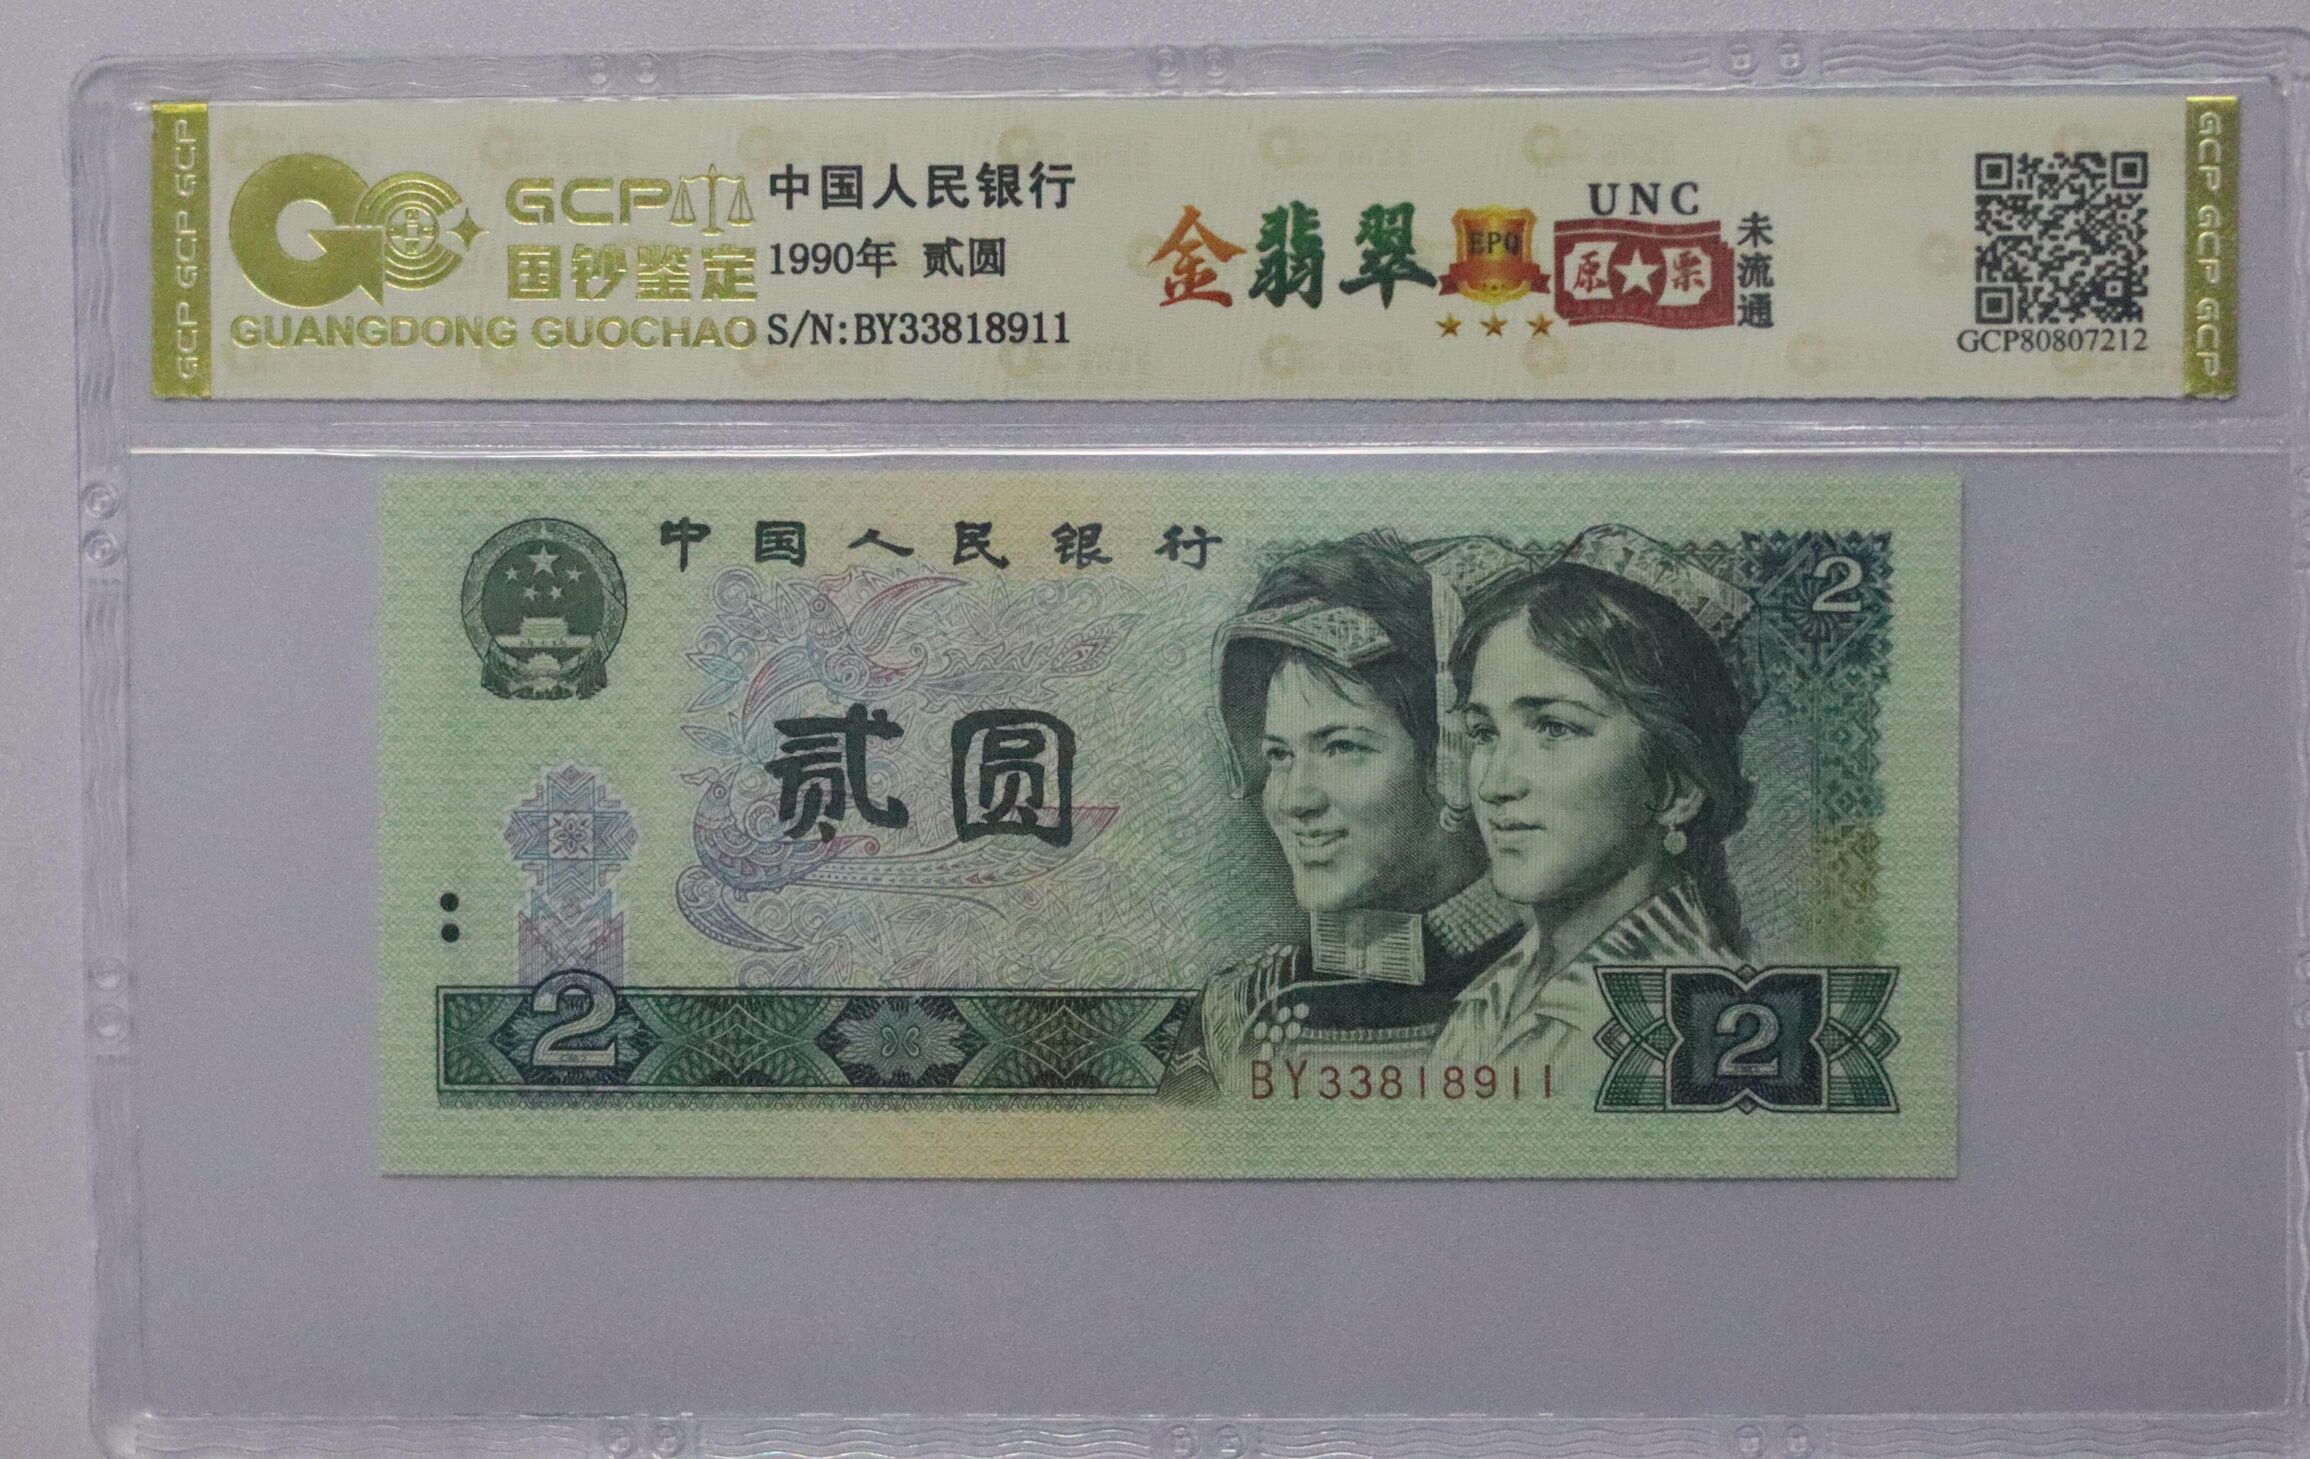 GCP GCP GCP
GCP
国钞鉴定
GUANGDONG GUOCHAO
中国人民银行
1990年 贰圆
S/N:BY33818911
金翡翠
EPQ
UNC
原★票
未流通
GCP80807212
GCP GCP GCP
中国人民银行
2
贰圆
2
BY33818911
2